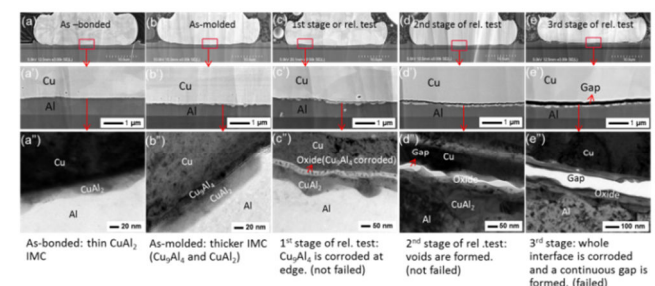 (a) As –bonded
(b) As-molded
(c) 1st stage or rel. test
(d) 2nd stage of rel. test
(e) 3rd stage of rel. test
(a') Cu
Al
1 μm
(b') Cu
Al
1 μm
(c') Cu
Al
1 μm
(d') Cu
Al
1 μm
(e') Cu
Gap
Al
1 μm
(a'') Cu
CuAl2
Al
20 nm
(b'') Cu
Cu9Al4
CuAl2
Al
20 nm
(c'') Cu
Oxide(Cu9Al4 corroded)
CuAl2
Al
50 nm
(d'') Gap
Cu
Oxide
CuAl2
Al
50 nm
(e'') Cu
Gap
Oxide
Al
100 nm
As-bonded: thin CuAl2
IMC
As-molded: thicker IMC
(Cu9Al4 and CuAl2)
1st stage of rel. test:
Cu9Al4 is corroded at
edge. (not failed)
2nd stage of rel .test:
voids are formed.
(not failed)
3rd stage: whole
interface is corroded
and a continuous gap is
formed. (failed)